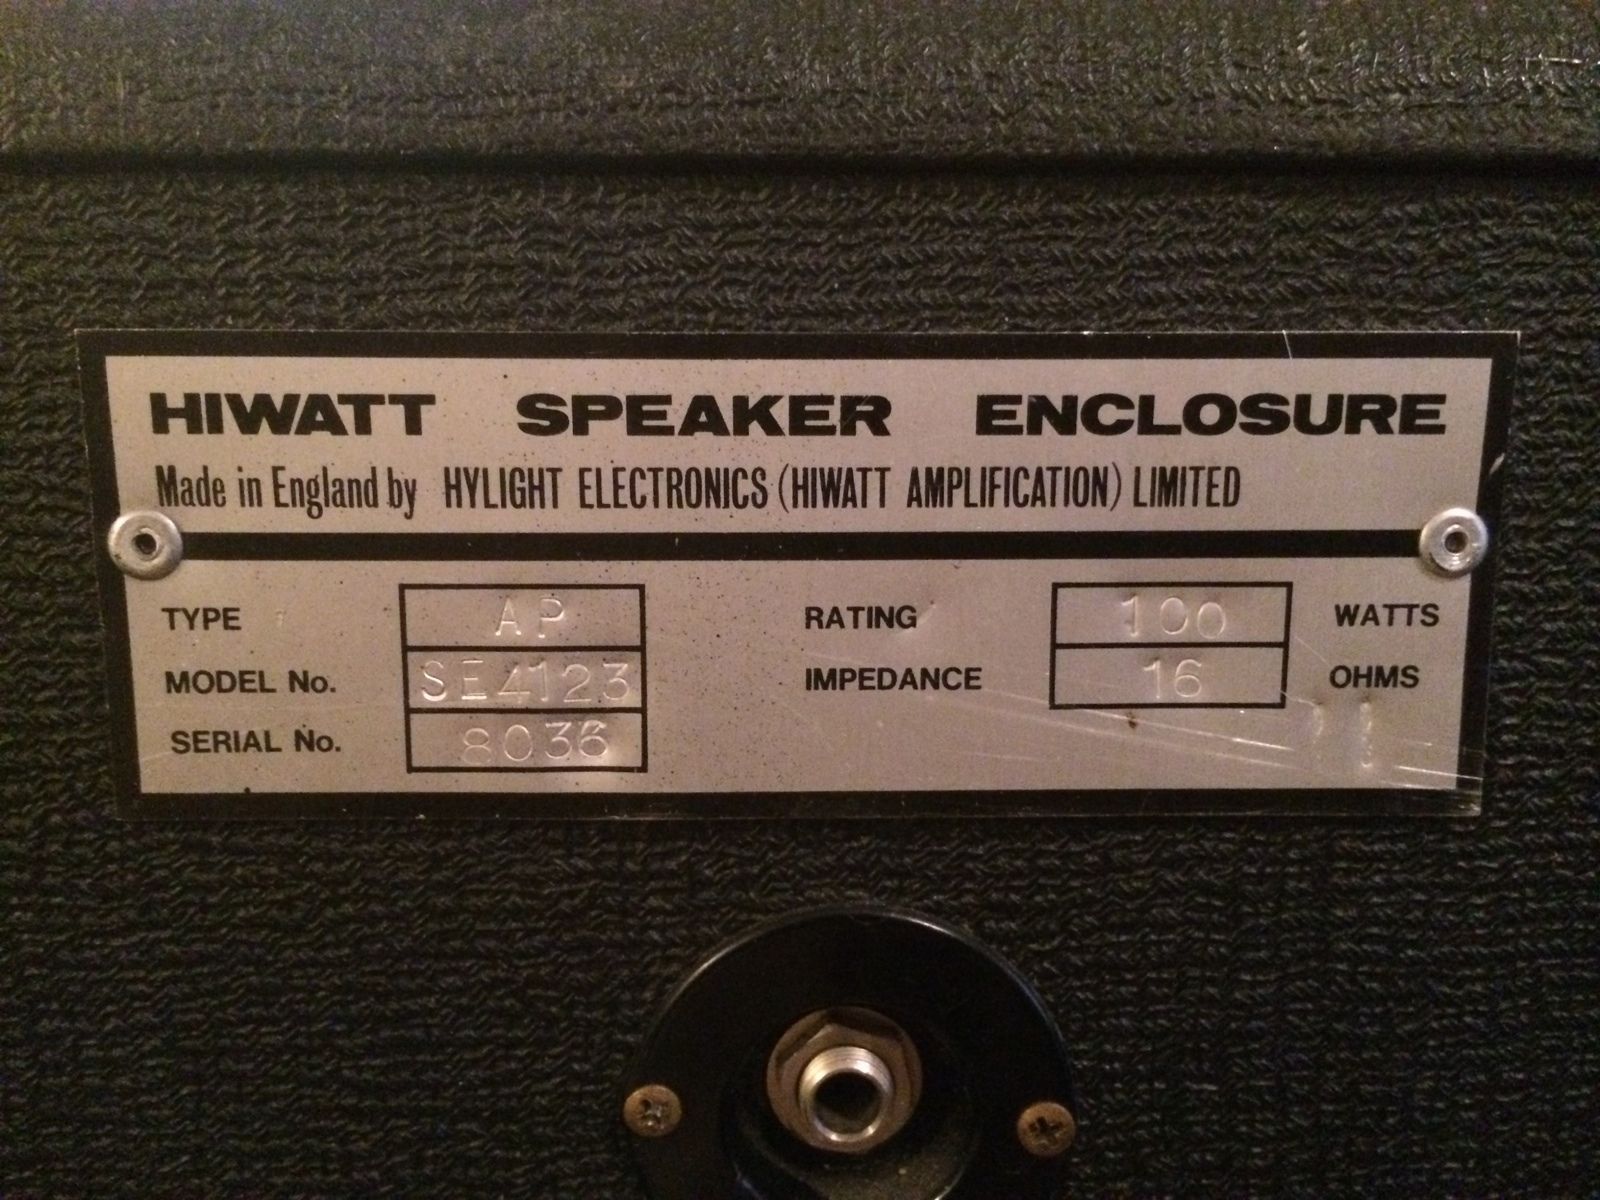 HIWATT SPEAKER ENCLOSURE
Made in England by HYLIGHT ELECTRONICS (HIWATT AMPLIFICATION) LIMITED
TYPE AP RATING 100 WATTS
MODEL No. SE4123 IMPEDANCE 16 OHMS
SERIAL No. 8036